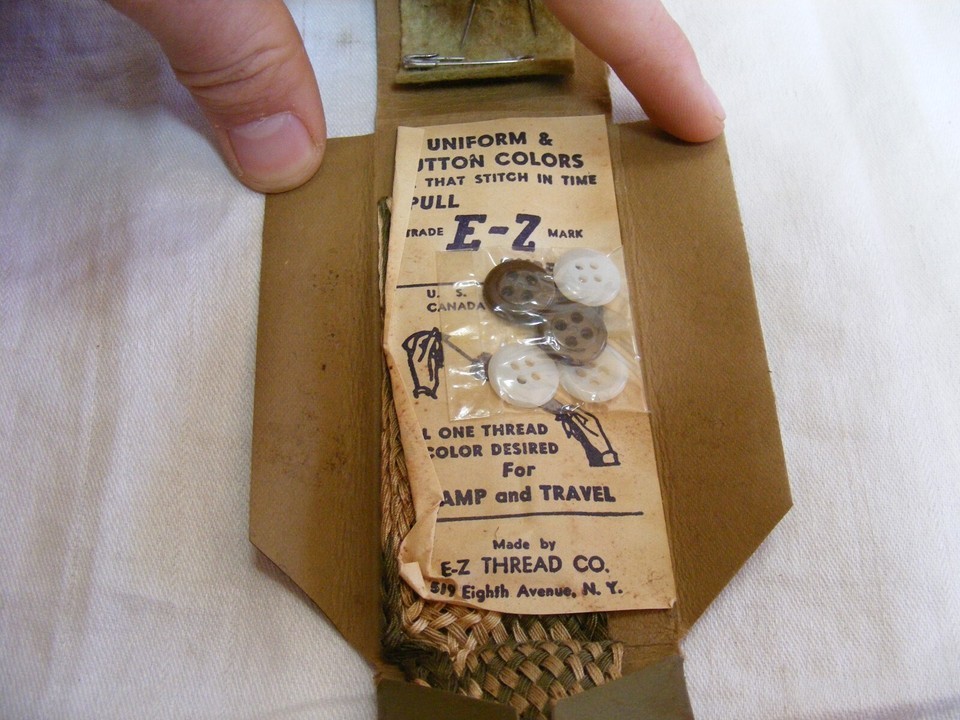 UNIFORM &
UTTON COLORS
THAT STITCH IN TIME
PULL
TRADE E-Z MARK
U. S.
CANADA
L ONE THREAD
COLOR DESIRED
For
AMP and TRAVEL
Made by
E-Z THREAD CO.
519 Eighth Avenue, N. Y.